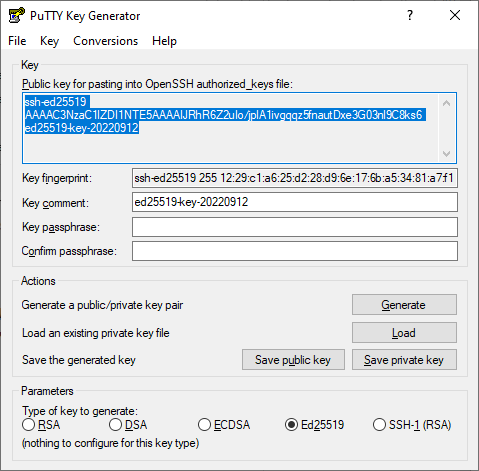 PuTTY Key Generator
?
File Key Conversions Help
Key
Public key for pasting into OpenSSH authorized_keys file:
ssh-ed25519
AAAAC3NzaC1lZDI1NTE5AAAAIJRhR6Z2uIo/jplA1ivgqqz5fnautDxe3G03nl9C8ks6
ed25519-key-20220912
Key fingerprint: ssh-ed25519 255 12:29:c1:a6:25:d2:28:d9:6e:17:6b:a5:34:81:a7:f1
Key comment: ed25519-key-20220912
Key passphrase:
Confirm passphrase:
Actions
Generate a public/private key pair Generate
Load an existing private key file Load
Save the generated key Save public key Save private key
Parameters
Type of key to generate:
RSA DSA ECDSA Ed25519 SSH-1 (RSA)
(nothing to configure for this key type)